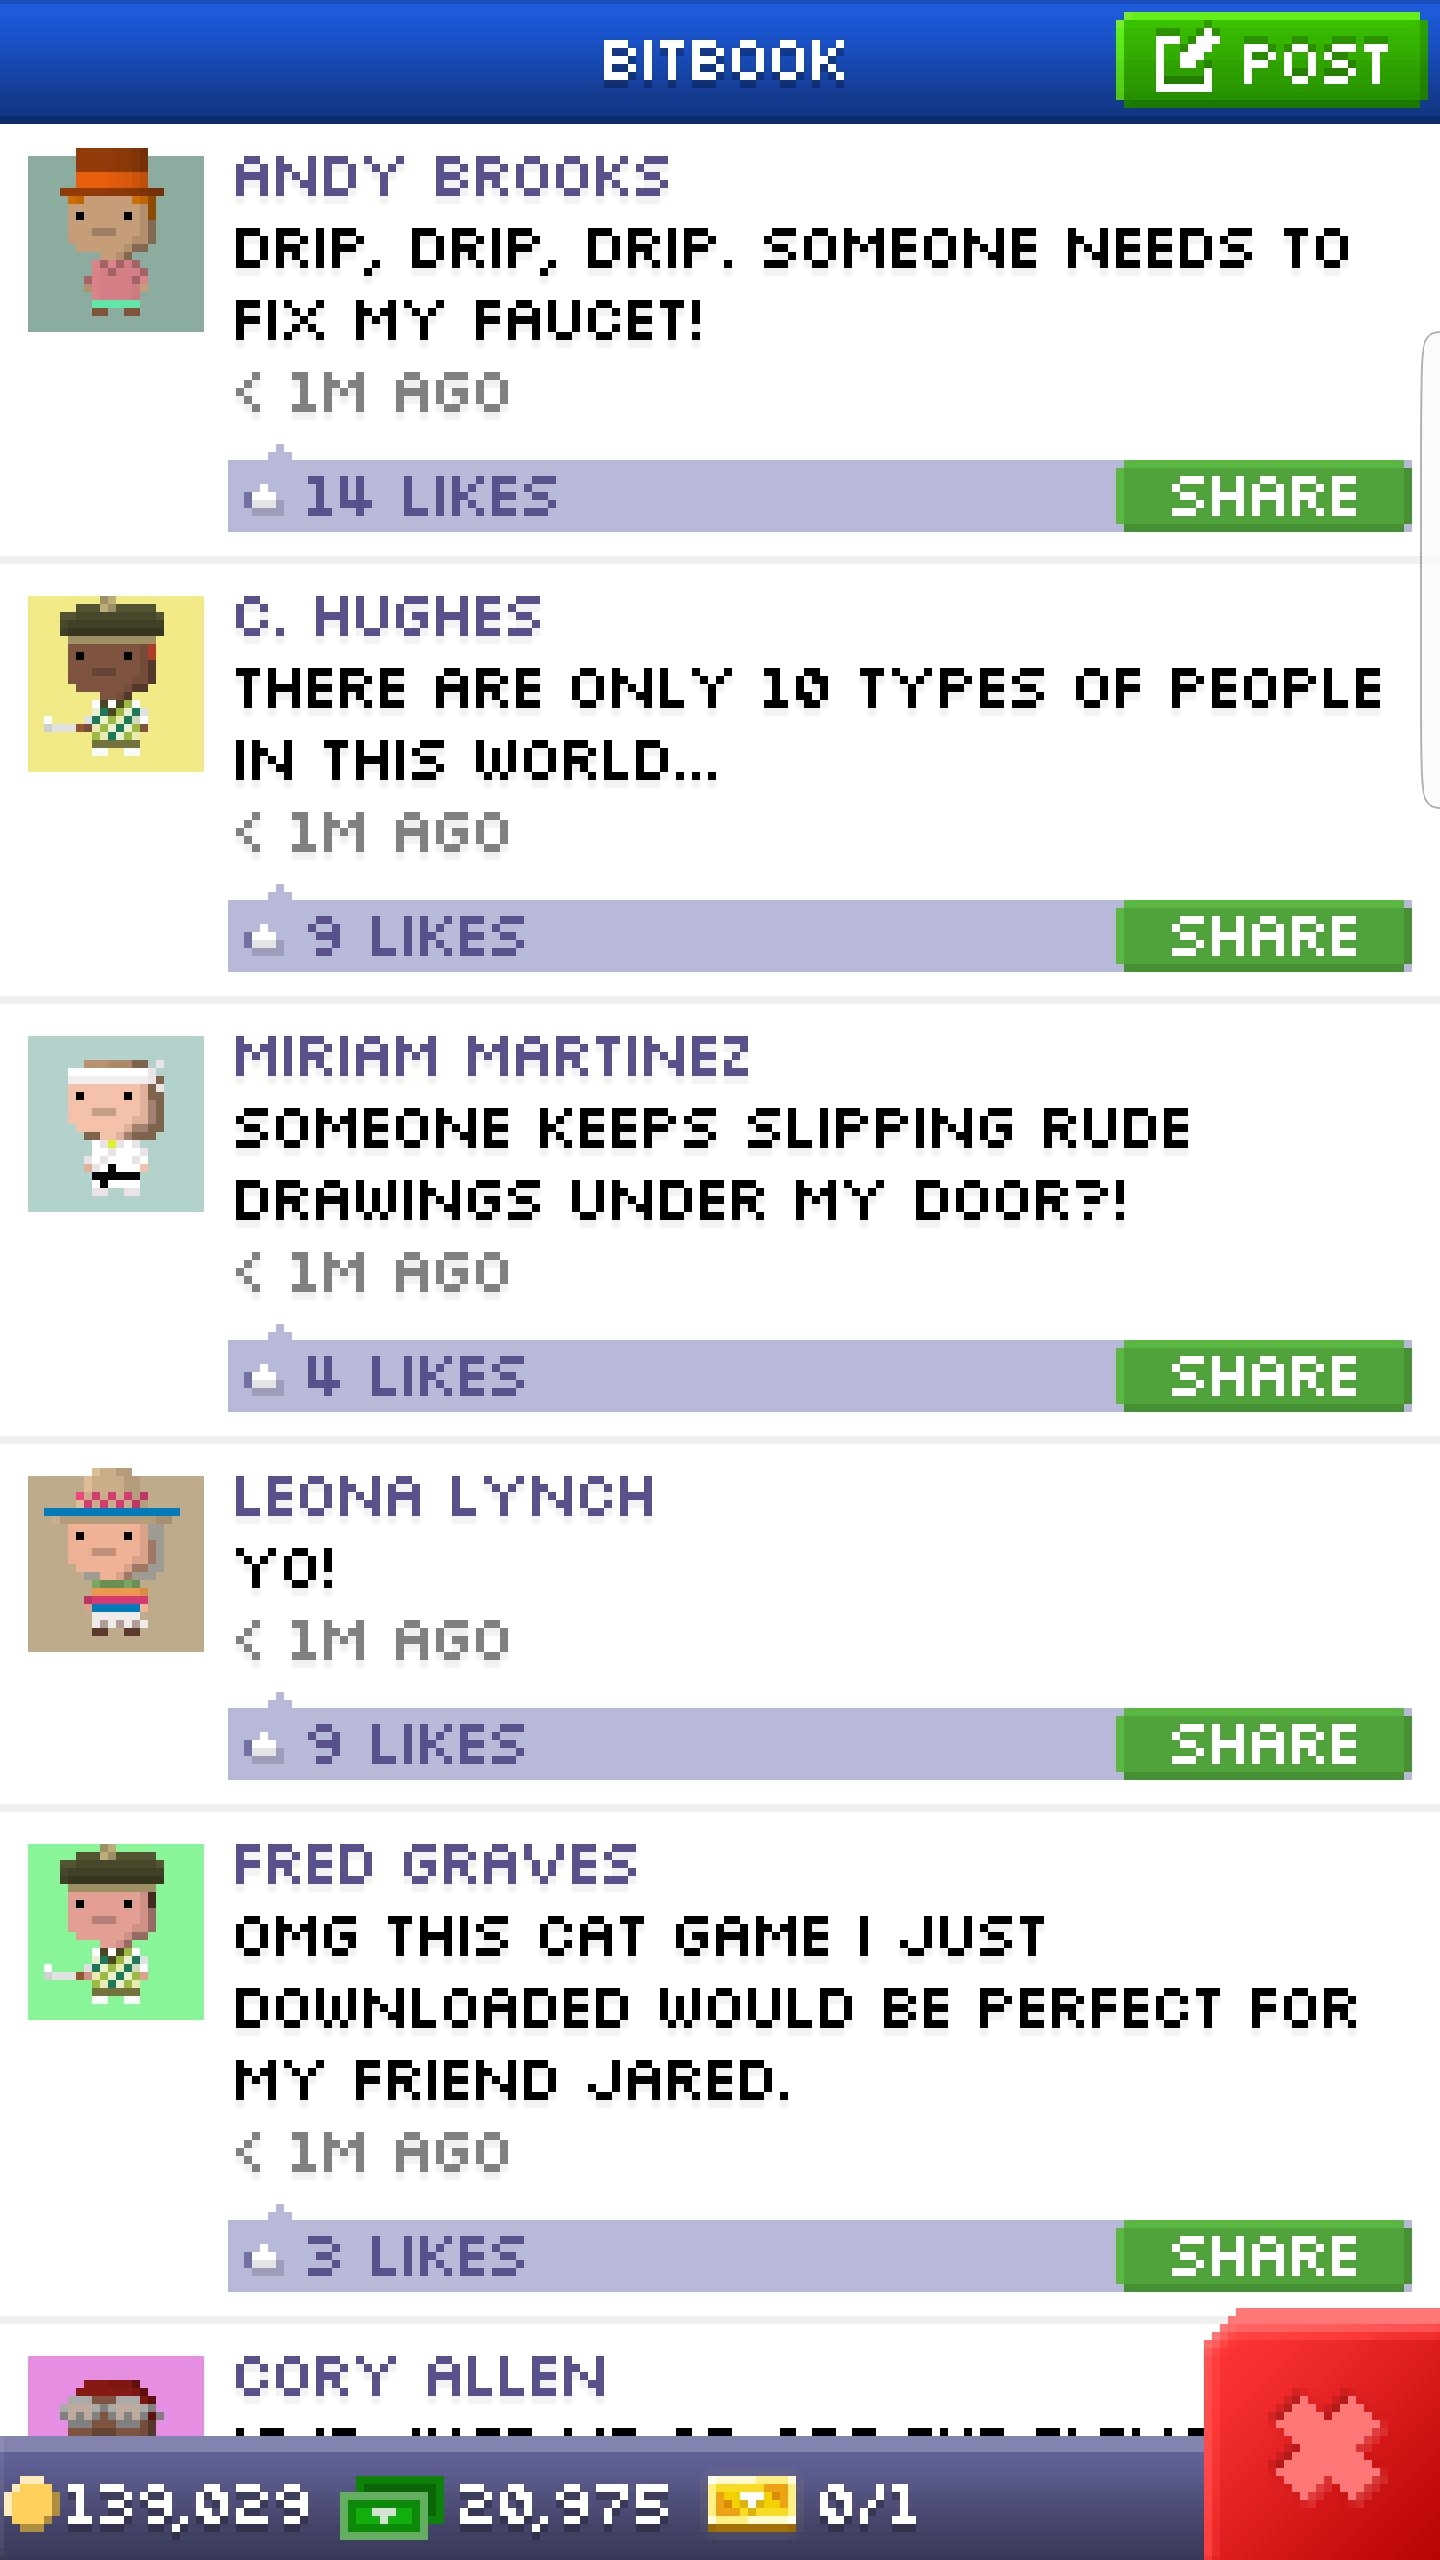 BITBOOK
POST
ANDY BROOKS
DRIP, DRIP, DRIP. SOMEONE NEEDS TO
FIX MY FAUCET!
< 1M AGO
14 LIKES
SHARE
C. HUGHES
THERE ARE ONLY 10 TYPES OF PEOPLE
IN THIS WORLD...
< 1M AGO
9 LIKES
SHARE
MIRIAM MARTINEZ
SOMEONE KEEPS SLIPPING RUDE
DRAWINGS UNDER MY DOOR?!
< 1M AGO
4 LIKES
SHARE
LEONA LYNCH
YO!
< 1M AGO
9 LIKES
SHARE
FRED GRAVES
OMG THIS CAT GAME I JUST
DOWNLOADED WOULD BE PERFECT FOR
MY FRIEND JARED.
< 1M AGO
3 LIKES
SHARE
CORY ALLEN
139,029
20,975
0/1